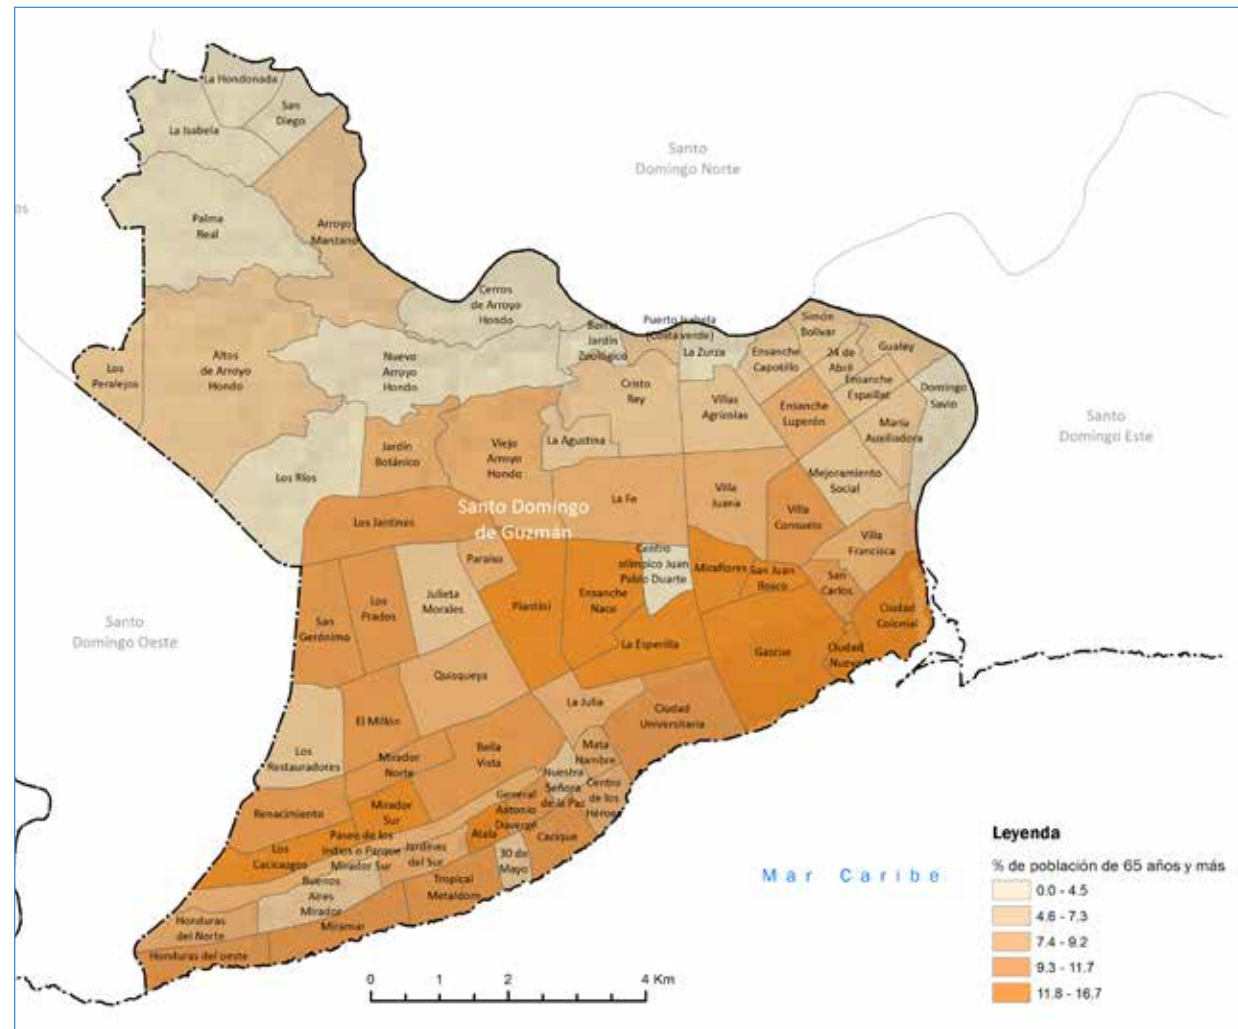 La Hondonada
San
Diego
La Isabela
Santo
Domingo Norte
os
Palma
Real
Arroyo
Manzano
Cerros
de Arroyo
Hondo
Puerto Isabela
(Costa verde)
Jardín
Zoológico
Simón
Bolívar
La Zurza
Ensanche
Capotillo
24 de
Abril
Gualey
Los
Peralejos
Altos
de Arroyo
Hondo
Nuevo
Arroyo
Hondo
Cristo
Rey
Ensanche
Espaillat
Domingo
Savio
Villas
Agrícolas
Ensanche
Luperón
María
Auxiliadora
Santo
Domingo Este
Jardín
Botánico
Viejo
Arroyo
Hondo
La Agustina
Los Ríos
Mejoramiento
Social
La Fe
Villa
Juana
Villa
Consuelo
Santo Domingo
de Guzmán
Los Jardines
Villa
Francisca
Paraíso
Centro
olímpico Juan
Pablo Duarte
Miraflores
San Juan
Bosco
San
Carlos
Julieta
Morales
Los
Prados
Piantini
Ensanche
Naco
Ciudad
Colonial
San
Gerónimo
Santo
Domingo Oeste
La Esperilla
Gascue
Ciudad
Nueva
Quisqueya
La Julia
Ciudad
Universitaria
El Millón
Los
Restauradores
Mirador
Norte
Bella
Vista
Mata
Hambre
Nuestra
Señora
de la Paz
Centro
de los
Héroes
General
Antonio
Duvergé
Renacimiento
Mirador
Sur
Atala
Cacique
Los
Cacicazgos
Paseo de los
Indios o Parque
Mirador Sur
Jardines
del Sur
30 de
Mayo
Buenos
Aires
Mirador
Tropical
Metaldom
Miramar
Honduras
del Norte
Honduras del oeste
Mar Caribe
Leyenda
% de población de 65 años y más
0.0 - 4.5
4.6 - 7.3
7.4 - 9.2
9.3 - 11.7
11.8 - 16.7
0 1 2 4 Km